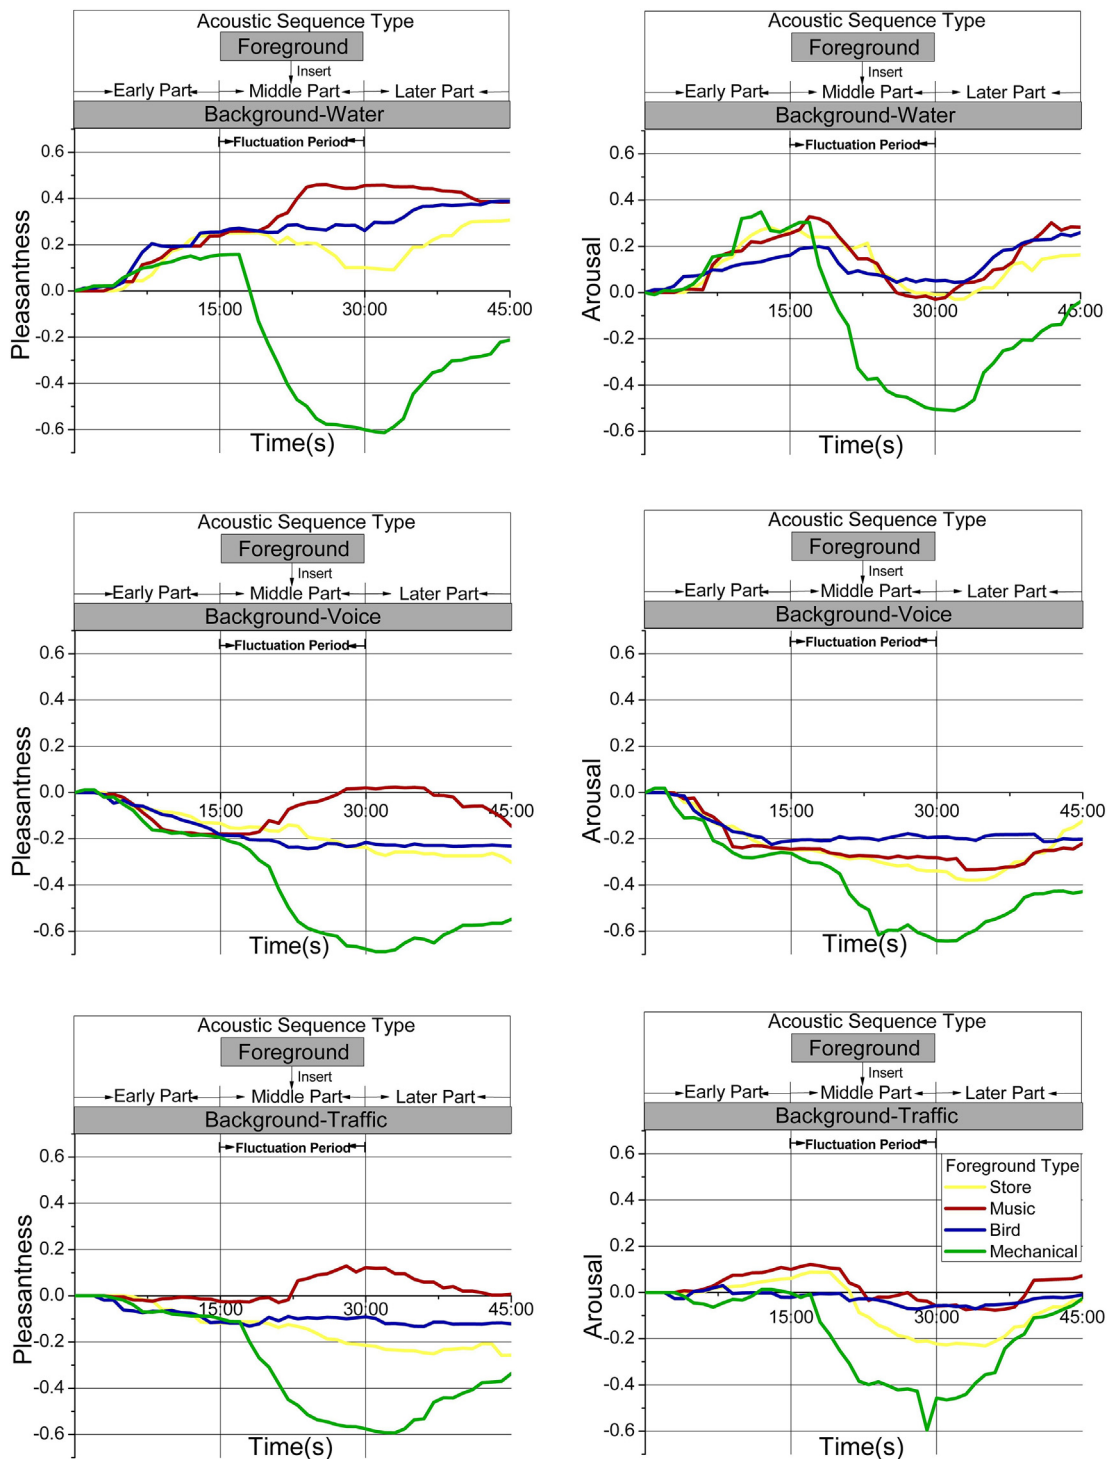 Acoustic Sequence Type
Foreground
Insert
Early Part Middle Part Later Part
Background-Water
Fluctuation Period
0.6
0.4
0.2
0.0
-0.2
-0.4
-0.6
Pleasantness
15:00 30:00 45:00
Time(s)
Acoustic Sequence Type
Foreground
Insert
Early Part Middle Part Later Part
Background-Water
Fluctuation Period
0.6
0.4
0.2
0.0
-0.2
-0.4
-0.6
Arousal
15:00 30:00 45:00
Time(s)
Acoustic Sequence Type
Foreground
Insert
Early Part Middle Part Later Part
Background-Voice
Fluctuation Period
0.6
0.4
0.2
0.0
-0.2
-0.4
-0.6
Pleasantness
15:00 30:00 45:00
Time(s)
Acoustic Sequence Type
Foreground
Insert
Early Part Middle Part Later Part
Background-Voice
Fluctuation Period
0.6
0.4
0.2
0.0
-0.2
-0.4
-0.6
Arousal
15:00 30:00 45:00
Time(s)
Acoustic Sequence Type
Foreground
Insert
Early Part Middle Part Later Part
Background-Traffic
Fluctuation Period
0.6
0.4
0.2
0.0
-0.2
-0.4
-0.6
Pleasantness
15:00 30:00 45:00
Time(s)
Acoustic Sequence Type
Foreground
Insert
Early Part Middle Part Later Part
Background-Traffic
Fluctuation Period
0.6
0.4
0.2
0.0
-0.2
-0.4
-0.6
Arousal
Foreground Type
Store
Music
Bird
Mechanical
15:00 30:00 45:00
Time(s)